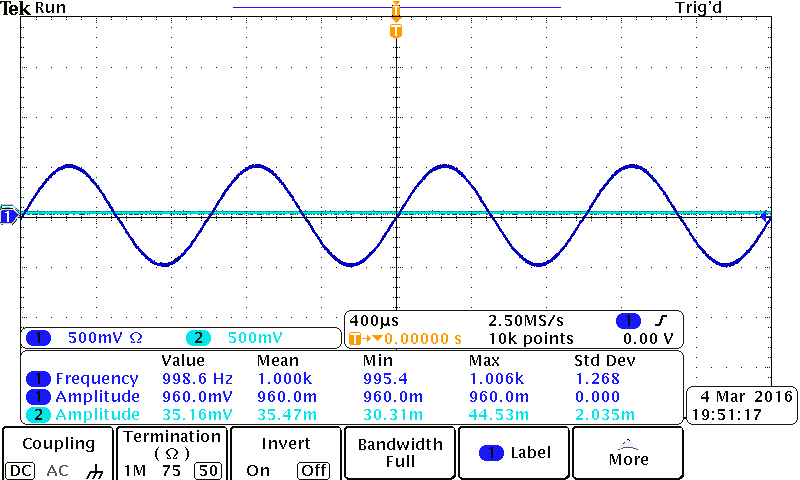 Tek Run Trig'd
T
T
1
400µs 2.50MS/s 1
1 500mV Ω 2 500mV T→▼0.00000 s 10k points 0.00 V
Value Mean Min Max Std Dev
1 Frequency 998.6 Hz 1.000k 995.4 1.006k 1.268
1 Amplitude 960.0mV 960.0m 960.0m 960.0m 0.000
2 Amplitude 35.16mV 35.47m 30.31m 44.53m 2.035m
4 Mar 2016
19:51:17
Coupling
DC AC
Termination
(Ω)
1M 75 50
Invert
On Off
Bandwidth
Full
1 Label
More